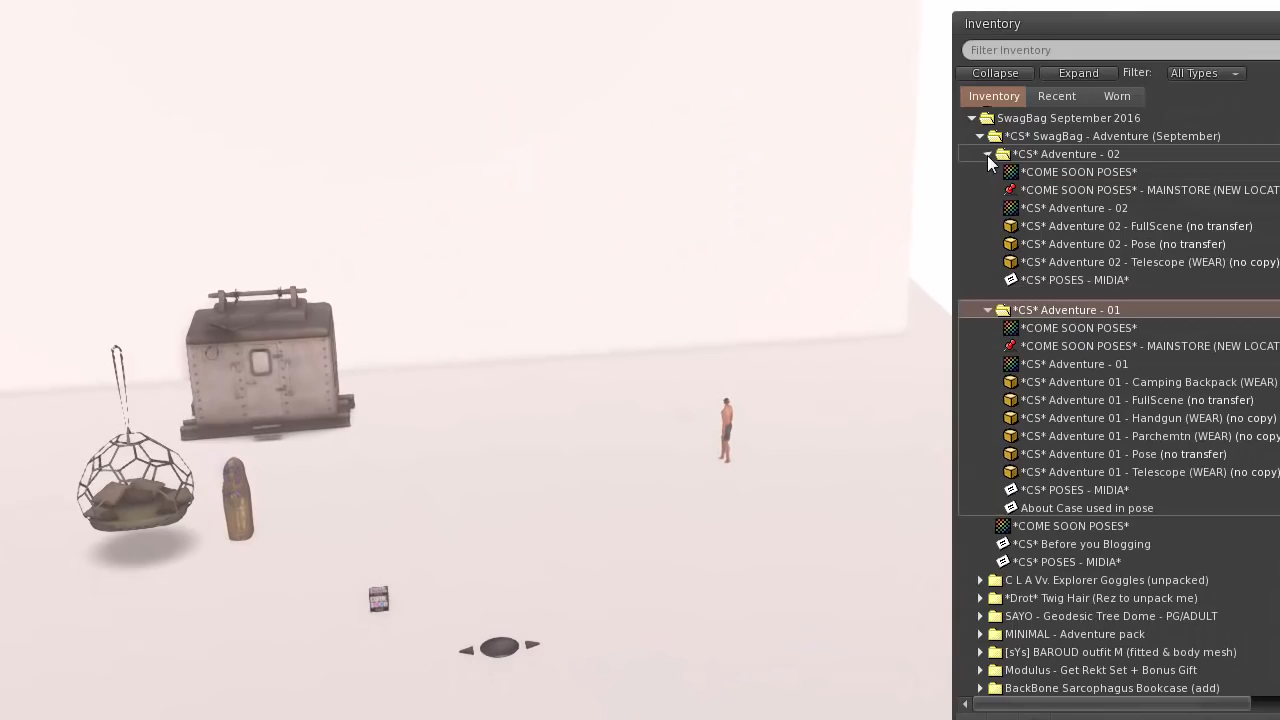 Inventory
Filter Inventory
Collapse Expand Filter: All Types
Inventory Recent Worn
SwagBag September 2016
*CS* SwagBag - Adventure (September)
*CS* Adventure - 02
*COME SOON POSES*
*COME SOON POSES* - MAINSTORE (NEW LOCAT
*CS* Adventure - 02
*CS* Adventure 02 - FullScene (no transfer)
*CS* Adventure 02 - Pose (no transfer)
*CS* Adventure 02 - Telescope (WEAR) (no copy)
*CS* POSES - MIDIA*
*CS* Adventure - 01
*COME SOON POSES*
*COME SOON POSES* - MAINSTORE (NEW LOCAT
*CS* Adventure - 01
*CS* Adventure 01 - Camping Backpack (WEAR)
*CS* Adventure 01 - FullScene (no transfer)
*CS* Adventure 01 - Handgun (WEAR) (no copy)
*CS* Adventure 01 - Parchemtn (WEAR) (no copy
*CS* Adventure 01 - Pose (no transfer)
*CS* Adventure 01 - Telescope (WEAR) (no copy)
*CS* POSES - MIDIA*
About Case used in pose
*COME SOON POSES*
*CS* Before you Blogging
*CS* POSES - MIDIA*
C L A Vv. Explorer Goggles (unpacked)
*Drot* Twig Hair (Rez to unpack me)
SAYO - Geodesic Tree Dome - PG/ADULT
MINIMAL - Adventure pack
[sYs] BAROUD outfit M (fitted & body mesh)
Modulus - Get Rekt Set + Bonus Gift
BackBone Sarcophagus Bookcase (add)